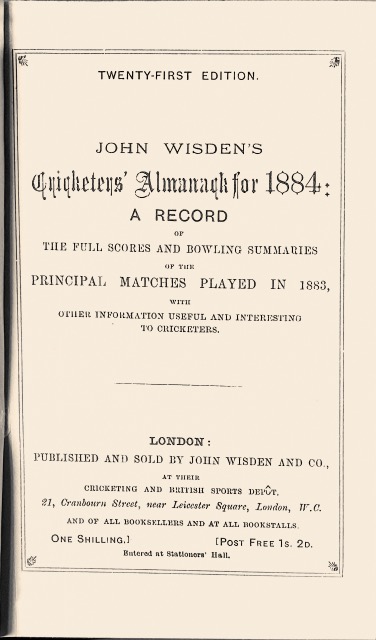 TWENTY-FIRST EDITION.
JOHN WISDEN'S
Cricketers' Almanack for 1884:
A RECORD
OF
THE FULL SCORES AND BOWLING SUMMARIES
OF THE
PRINCIPAL MATCHES PLAYED IN 1883,
WITH
OTHER INFORMATION USEFUL AND INTERESTING
TO CRICKETERS.
LONDON:
PUBLISHED AND SOLD BY JOHN WISDEN AND CO.,
AT THEIR
CRICKETING AND BRITISH SPORTS DEPÔT,
21, Cranbourn Street, near Leicester Square, London, W.C.
AND OF ALL BOOKSELLERS AND AT ALL BOOKSTALLS.
ONE SHILLING.] [POST FREE 1S. 2D.
Entered at Stationers' Hall.